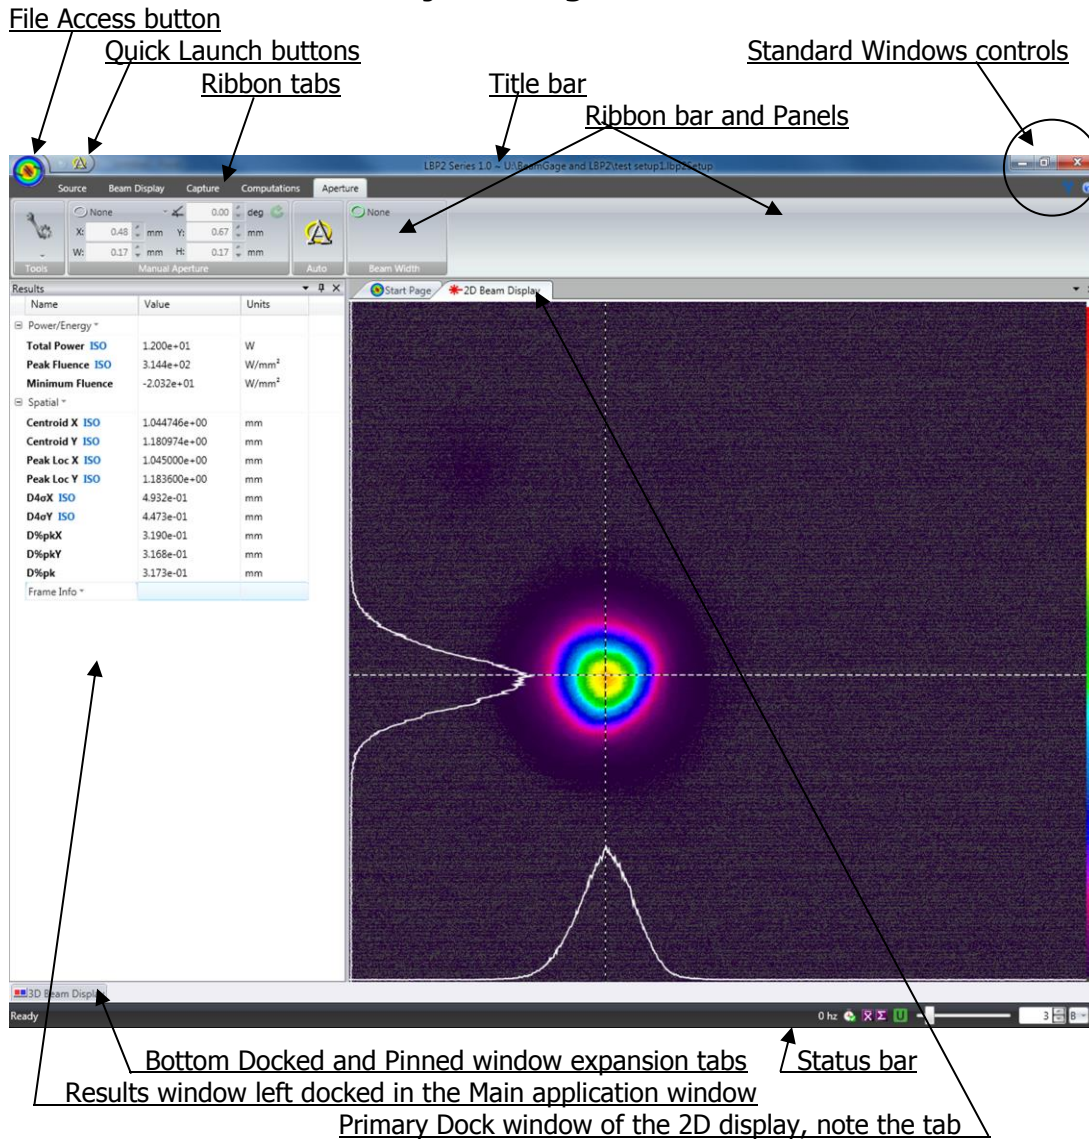 File Access button
Quick Launch buttons
Standard Windows controls
Ribbon tabs
Title bar
Ribbon bar and Panels
LBP2 Series 1.0 ~ U:\BeamGage and LBP2\test setup1.lbp2Setup
Source Beam Display Capture Computations Aperture
None 0.00 deg None
X: 0.48 mm Y: 0.67 mm
W: 0.17 mm H: 0.17 mm
Tools Manual Aperture Auto Beam Width
Results
Start Page 2D Beam Display
Name Value Units
Power/Energy
Total Power ISO 1.200e+01 W
Peak Fluence ISO 3.144e+02 W/mm²
Minimum Fluence -2.032e+01 W/mm²
Spatial
Centroid X ISO 1.044746e+00 mm
Centroid Y ISO 1.180974e+00 mm
Peak Loc X ISO 1.045000e+00 mm
Peak Loc Y ISO 1.183600e+00 mm
D4σX ISO 4.932e-01 mm
D4σY ISO 4.473e-01 mm
D%pkX 3.190e-01 mm
D%pkY 3.168e-01 mm
D%pk 3.173e-01 mm
Frame Info
3D Beam Display
Ready 0 hz Σ U 3 B
Bottom Docked and Pinned window expansion tabs
Status bar
Results window left docked in the Main application window
Primary Dock window of the 2D display, note the tab